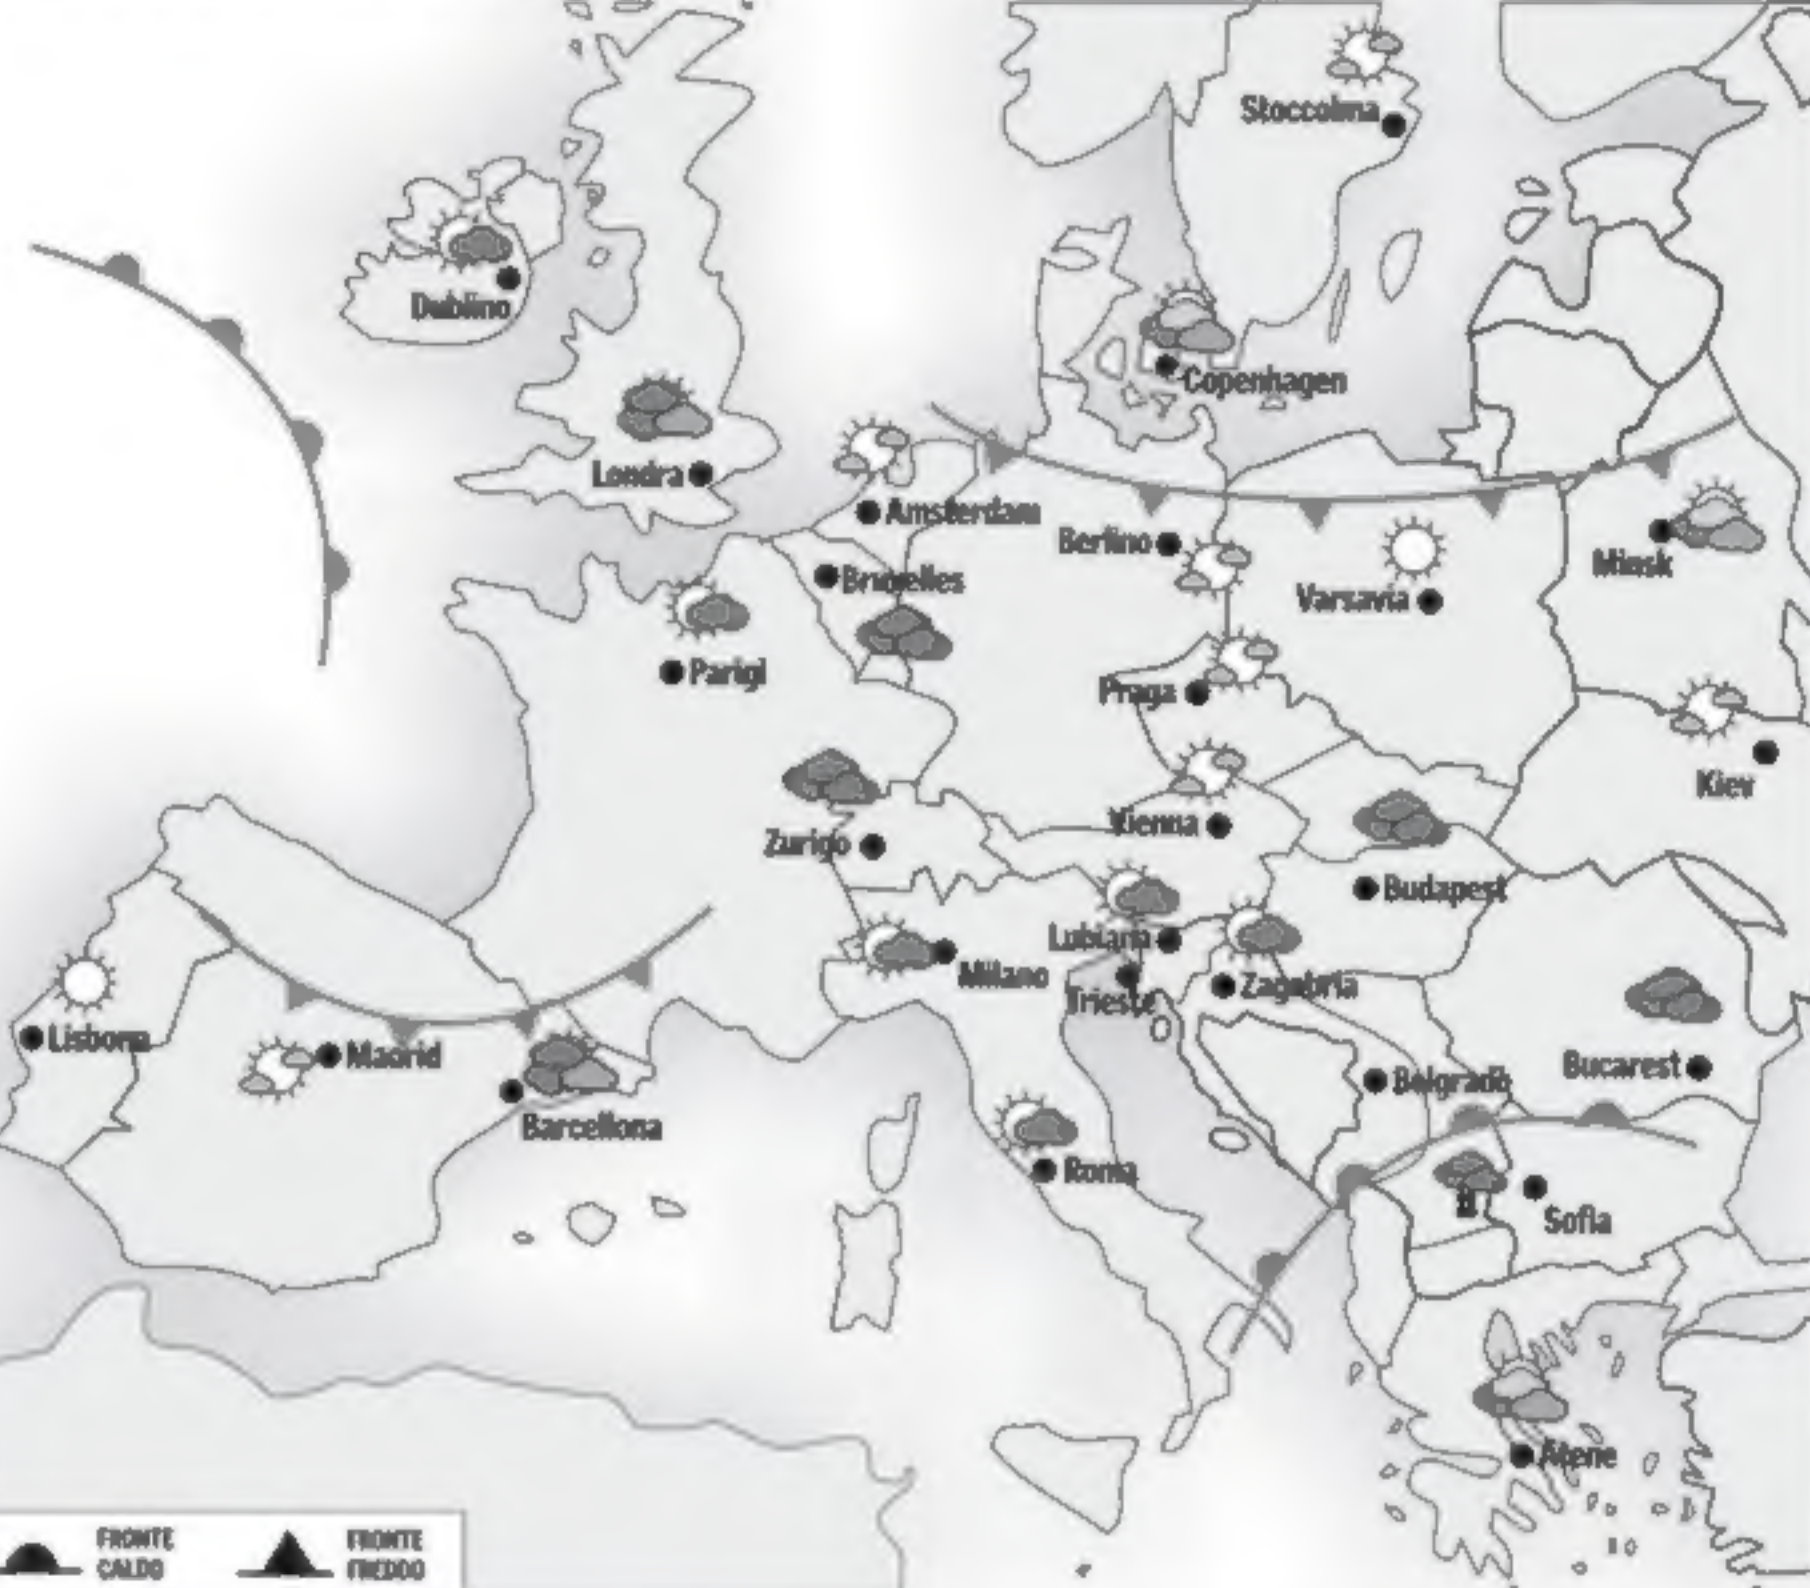 Stoccolma
Dublino
Copenhagen
Londra
Amsterdam
Berlino
Minsk
Bruxelles
Varsavia
Parigi
Praga
Kiev
Vienna
Zurigo
Budapest
Lubiana
Milano
Trieste
Zagabria
Lisbona
Madrid
Bucarest
Belgrado
Barcellona
Roma
Sofia
Atene
FRONTE
CALDO
FRONTE
FREDDO